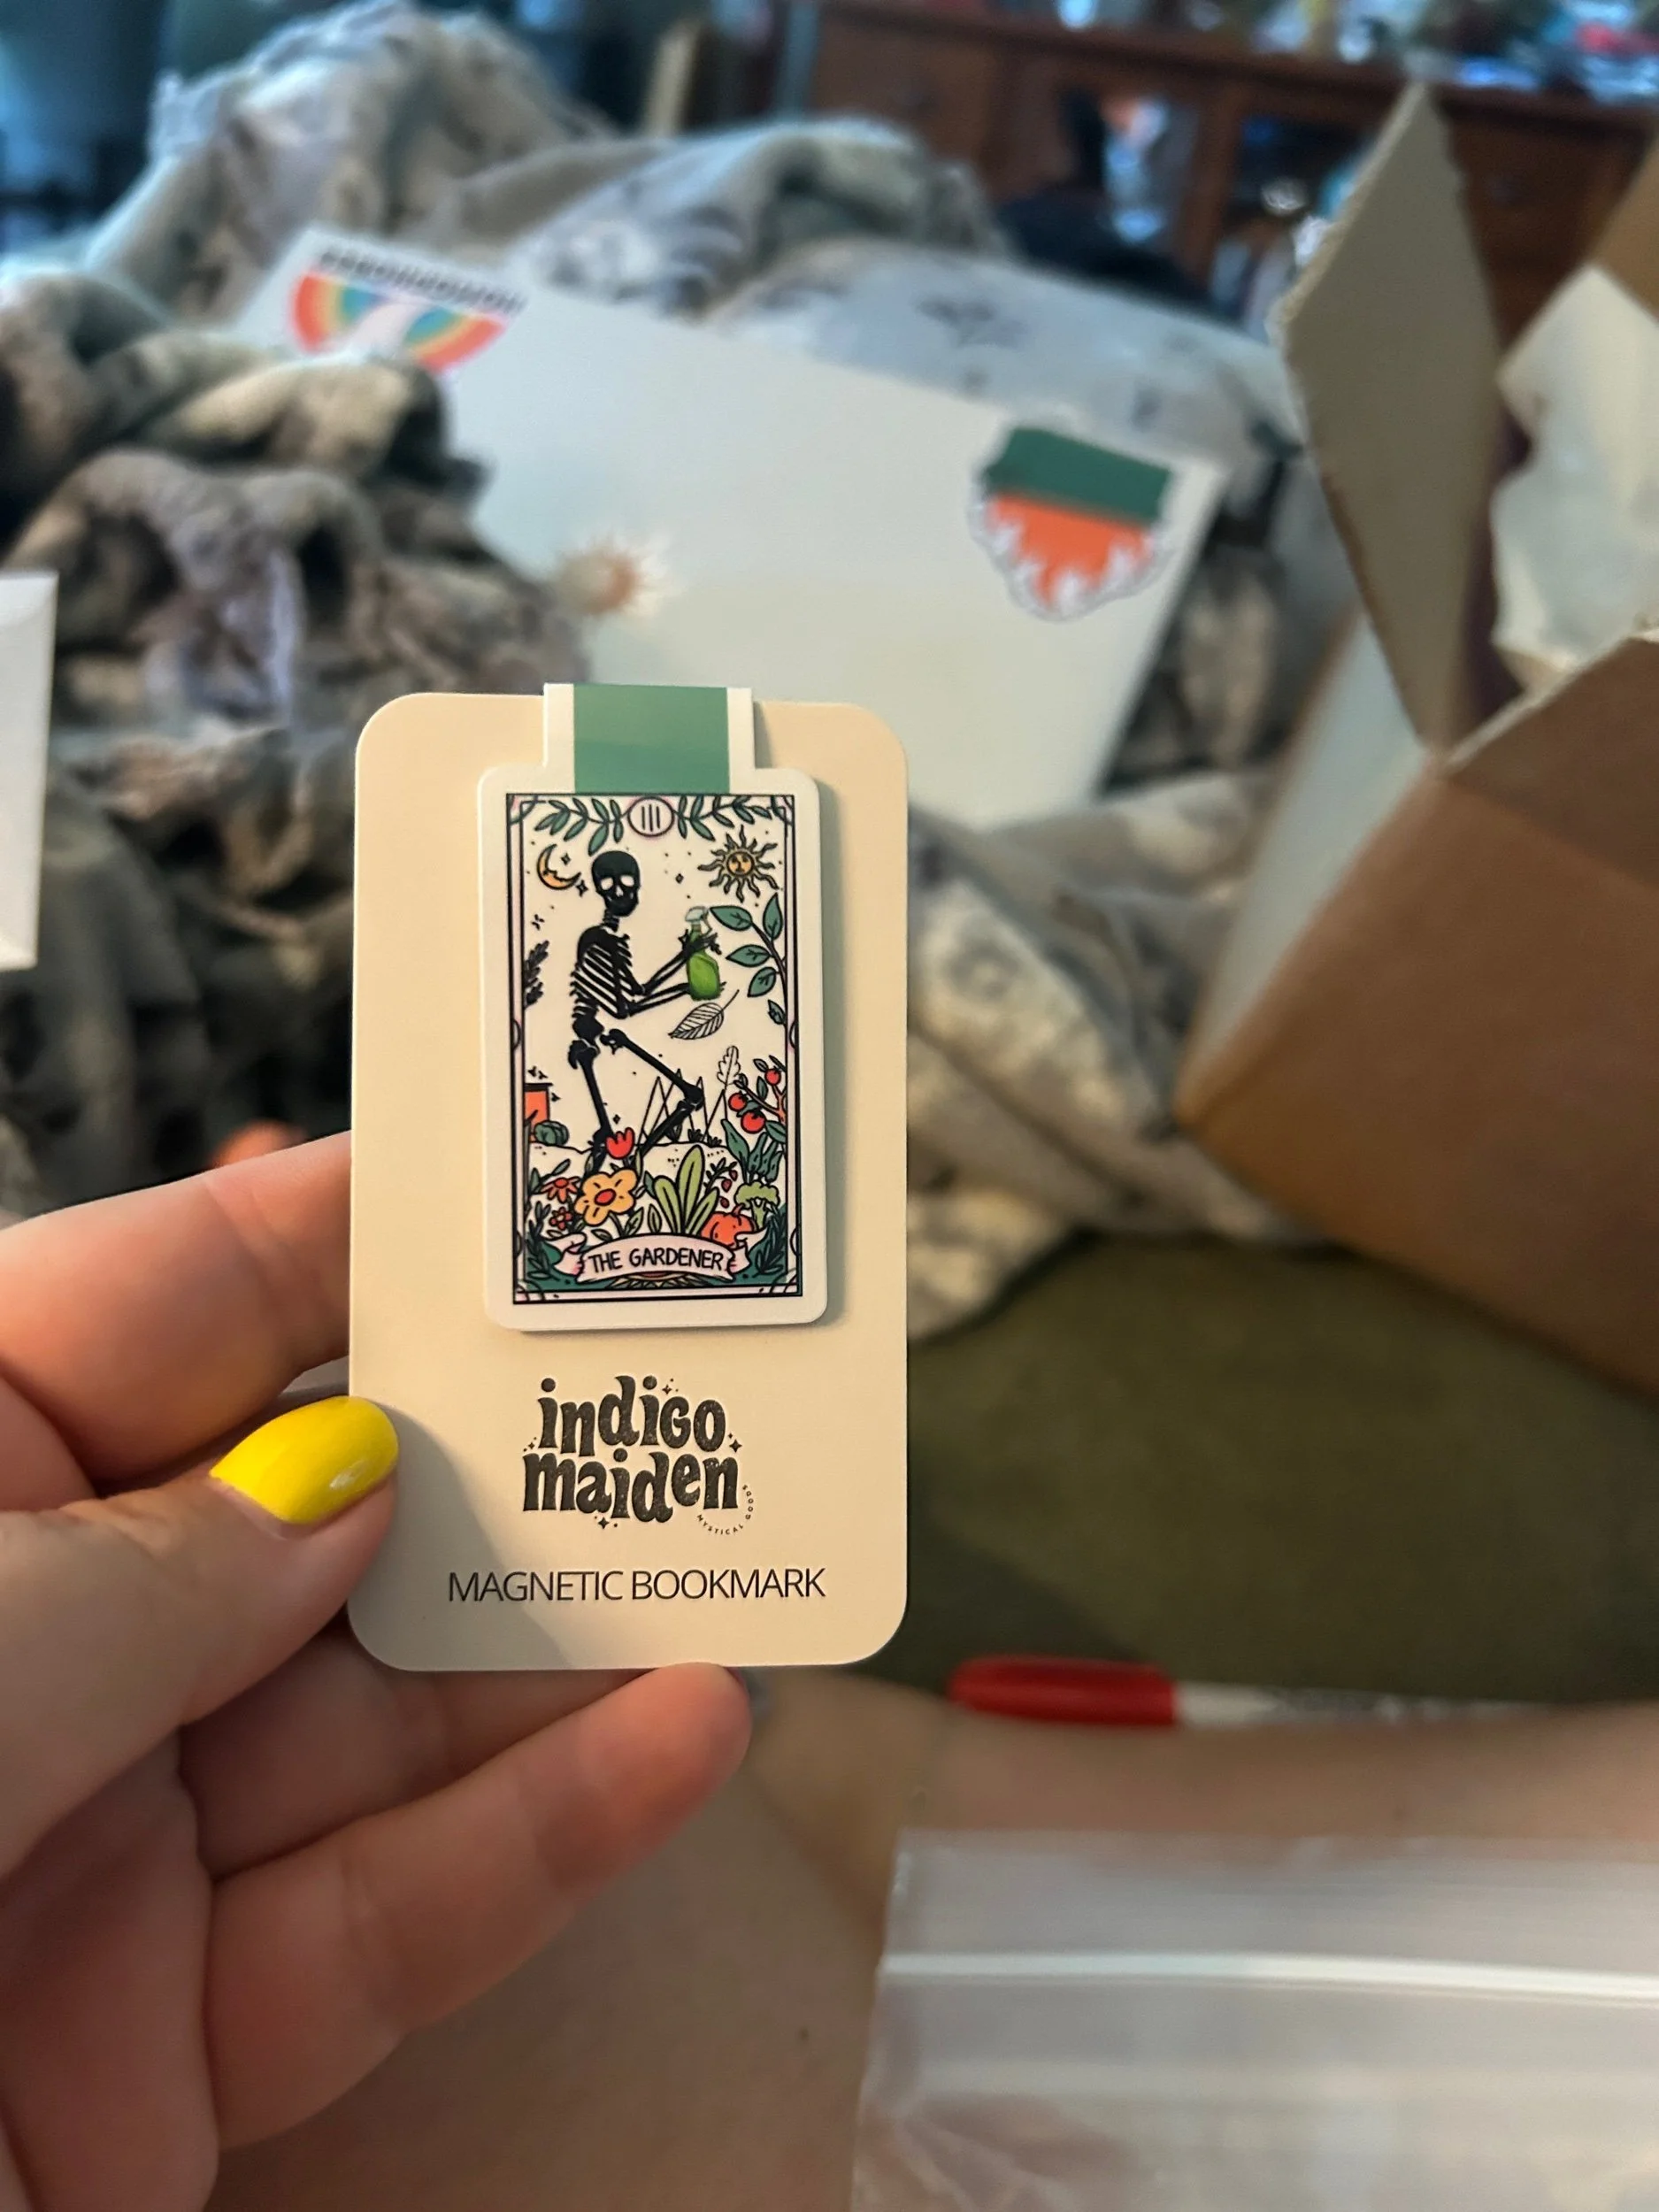 III
THE GARDENER
indigo
maiden
MYSTICAL GOODS
MAGNETIC BOOKMARK